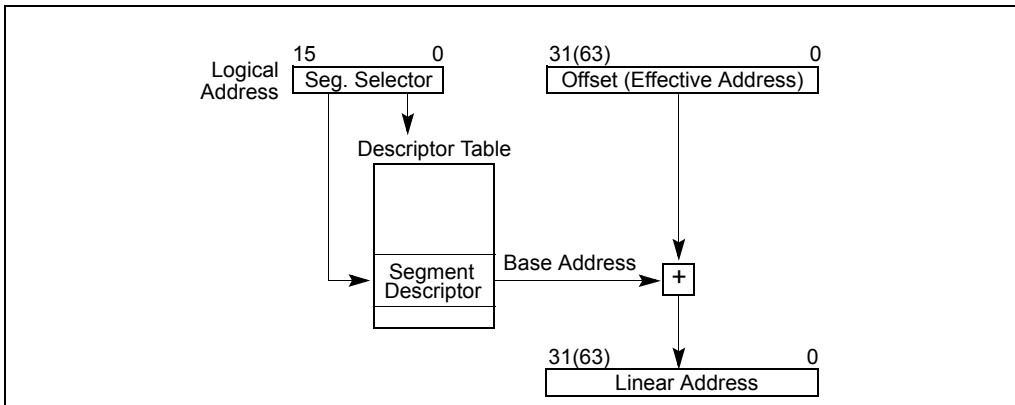 15 0
31(63) 0
Logical
Address
Seg. Selector
Offset (Effective Address)
Descriptor Table
Base Address
Segment
Descriptor
+
31(63) 0
Linear Address